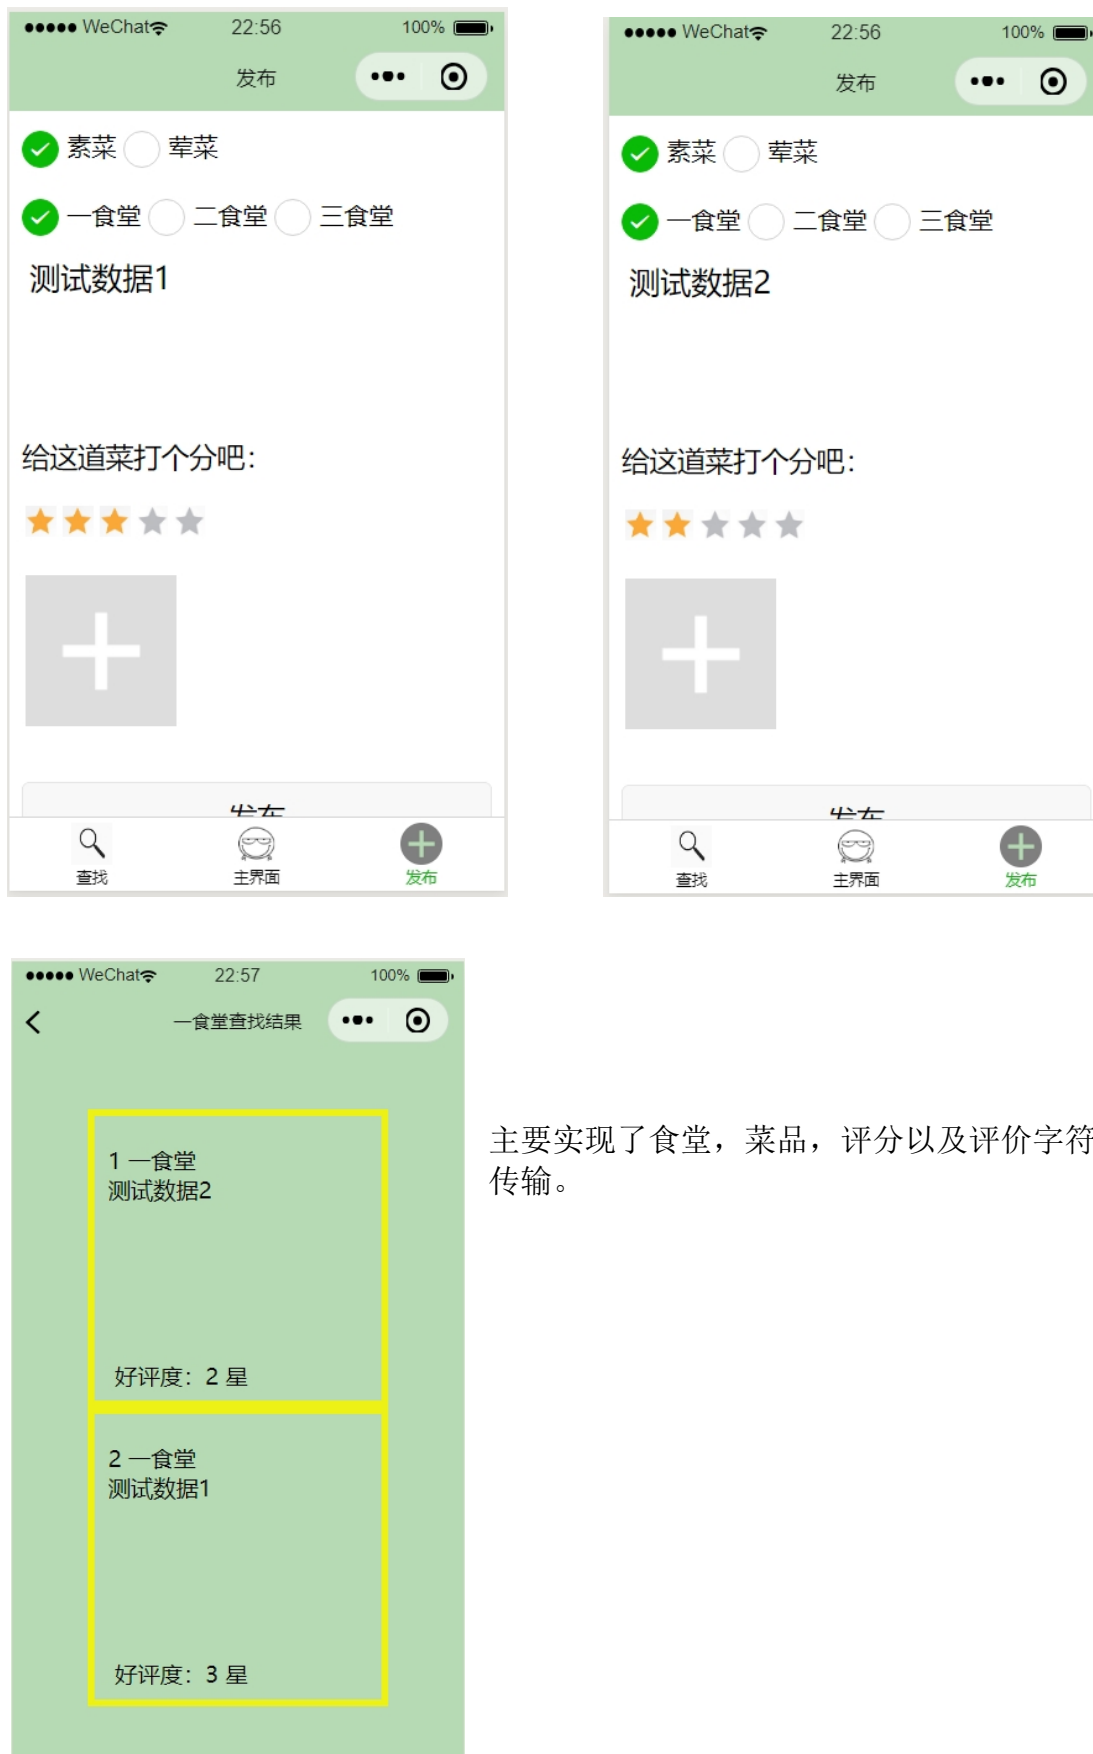 WeChat 22:56 100%
发布
素菜 荤菜
一食堂 二食堂 三食堂
测试数据1
给这道菜打个分吧：
发布
查找 主界面 发布
WeChat 22:56 100%
发布
素菜 荤菜
一食堂 二食堂 三食堂
测试数据2
给这道菜打个分吧：
发布
查找 主界面 发布
WeChat 22:57 100%
一食堂查找结果
1 一食堂
测试数据2
好评度：2 星
2 一食堂
测试数据1
好评度：3 星
主要实现了食堂，菜品，评分以及评价字符
传输。